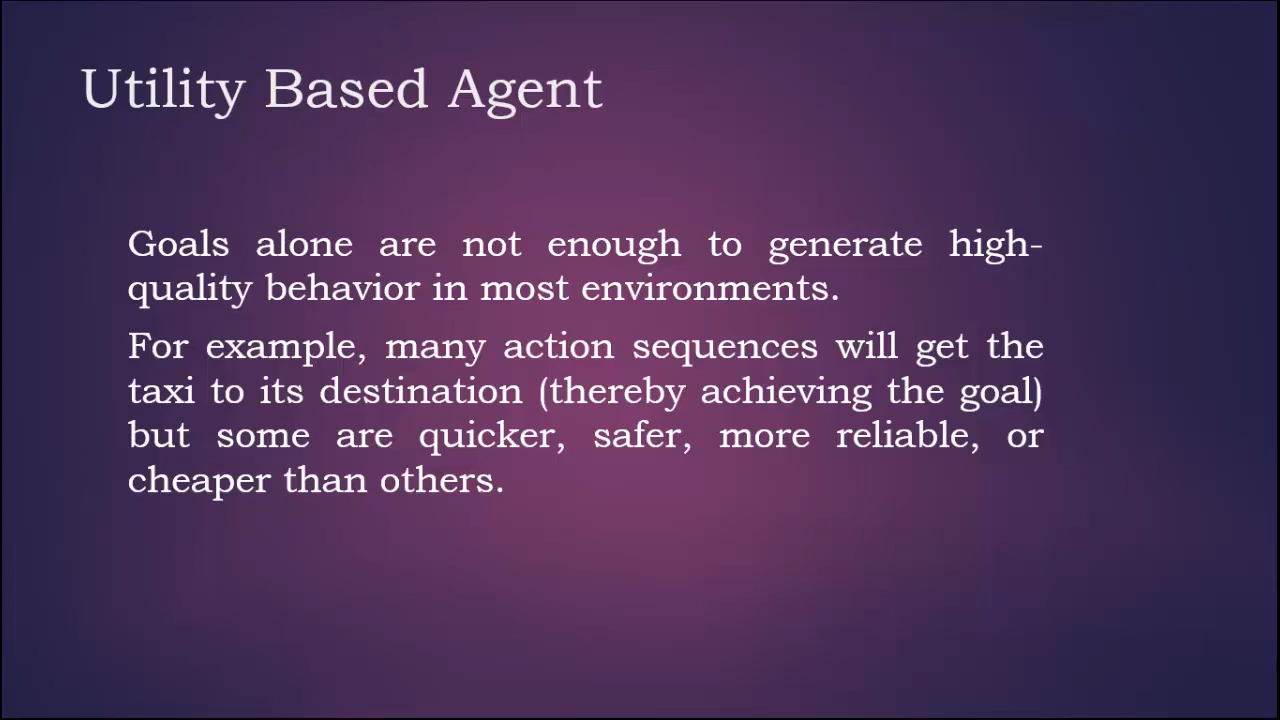 Utility Based Agent
Goals alone are not enough to generate high-
quality behavior in most environments.
For example, many action sequences will get the
taxi to its destination (thereby achieving the goal)
but some are quicker, safer, more reliable, or
cheaper than others.